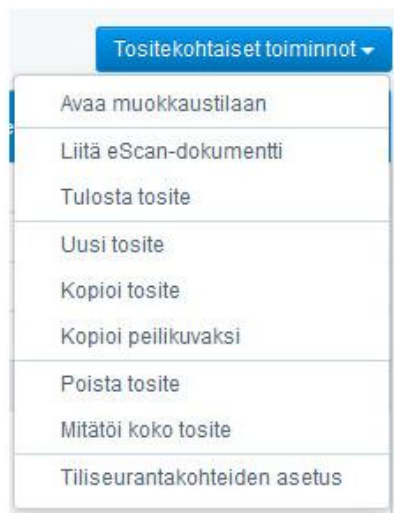 Tositekohtaiset toiminnot
Avaa muokkaustilaan
Liitä eScan-dokumentti
Tulosta tosite
Uusi tosite
Kopioi tosite
Kopioi peilikuvaksi
Poista tosite
Mitätöi koko tosite
Tiliseurantakohteiden asetus